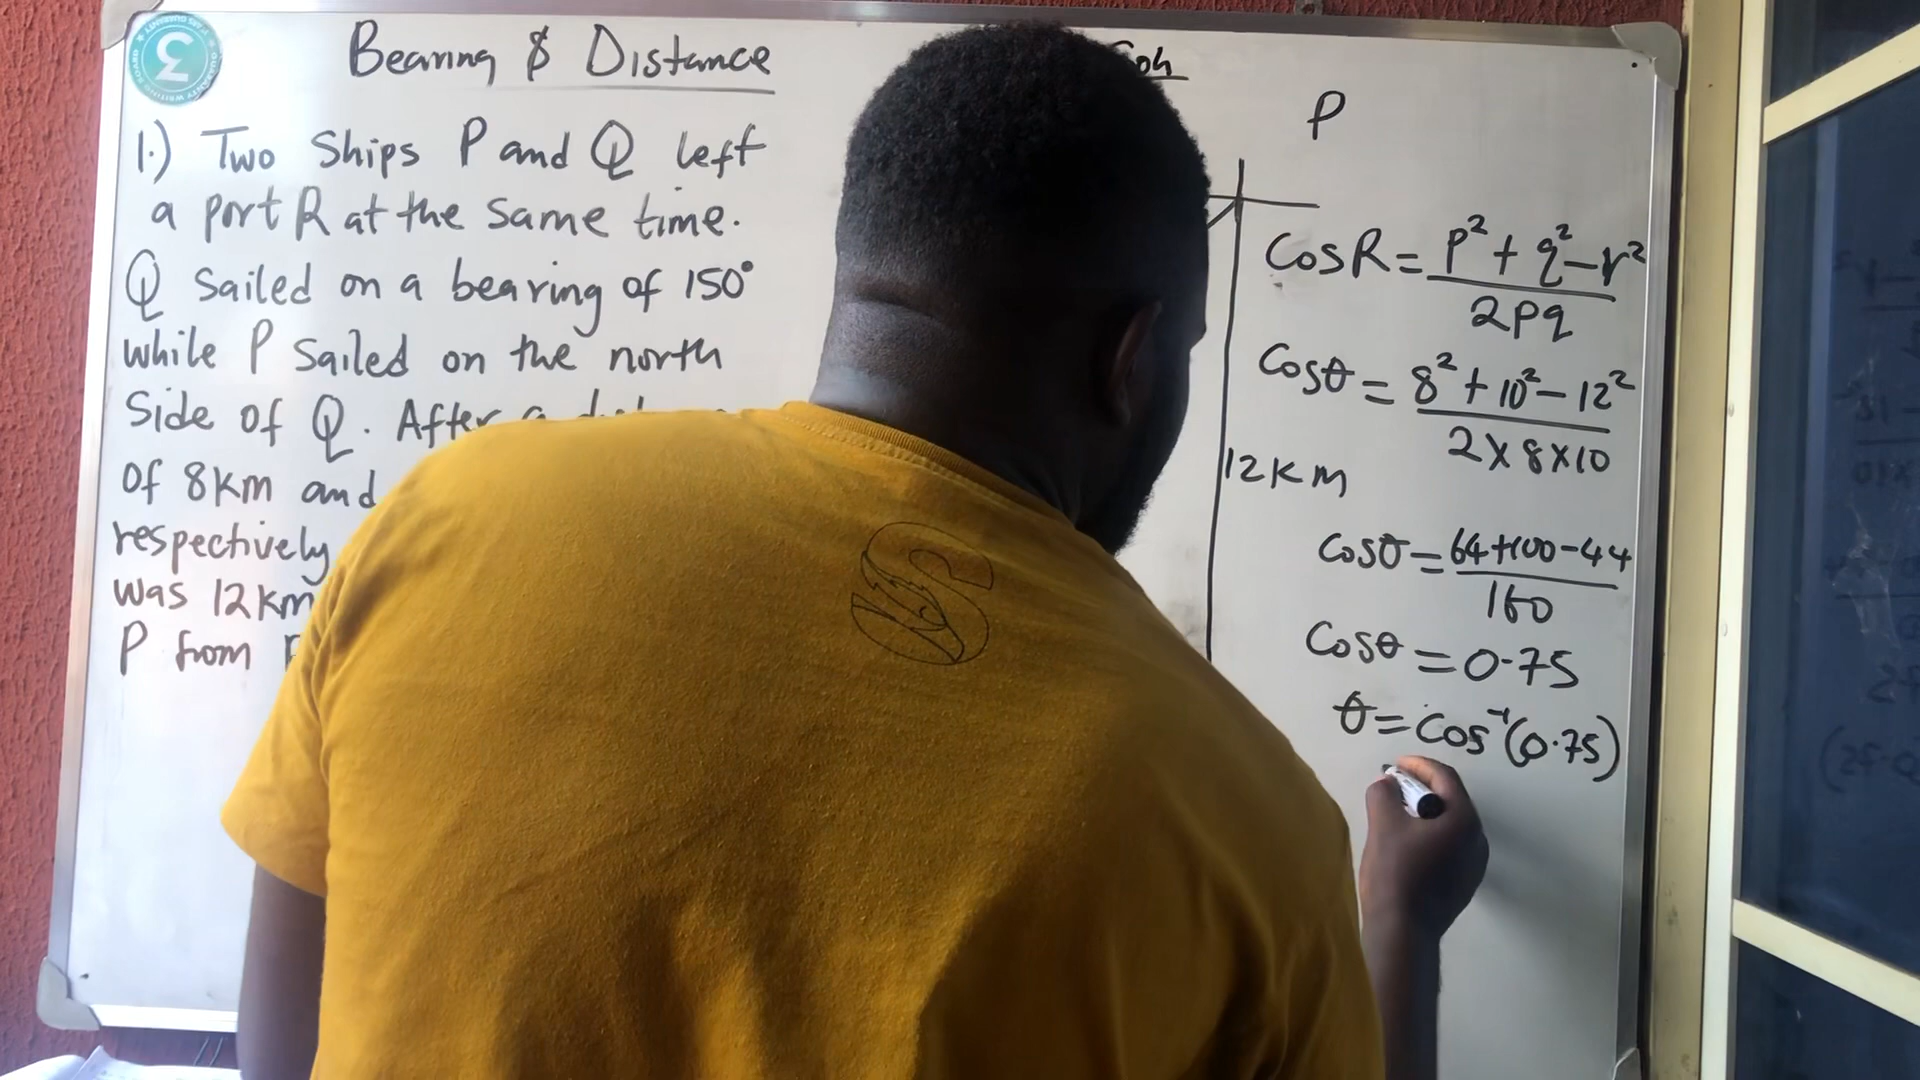 Bearing & Distance
1.) Two Ships P and Q left
a port R at the same time.
Q Sailed on a bearing of 150°
while P Sailed on the north
Side of Q. After a
of 8km and
respectively
was 12km
P from
Soln
P
CosR = p² + q² - r² / 2pq
Cosθ = 8² + 10² - 12² / 2 x 8 x 10
12km
Cosθ = 64+100-44 / 160
Cosθ = 0.75
θ = Cos⁻¹(0.75)